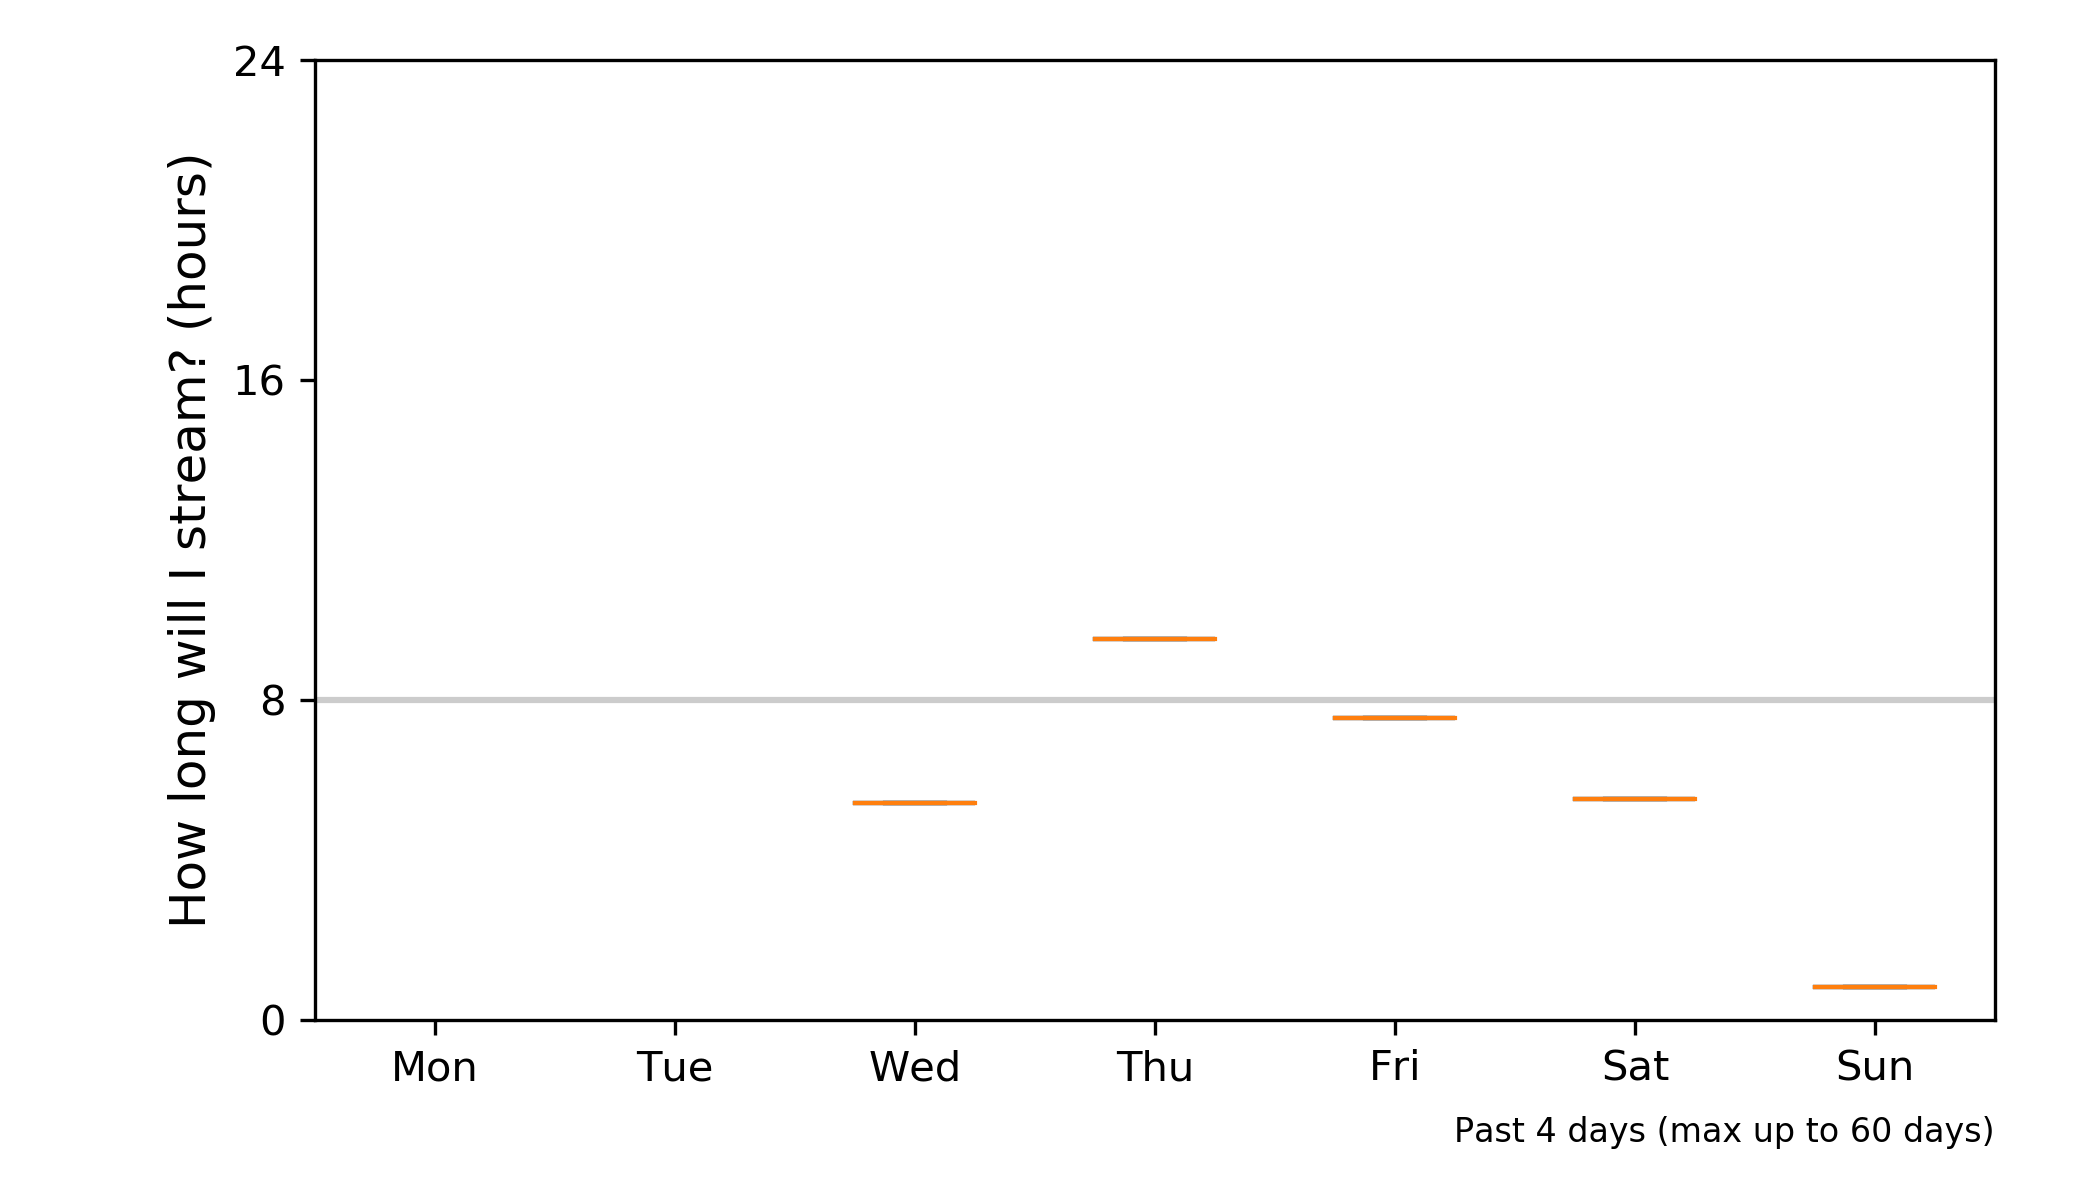 How long will I stream? (hours)
24
16
8
0
Mon Tue Wed Thu Fri Sat Sun
Past 4 days (max up to 60 days)